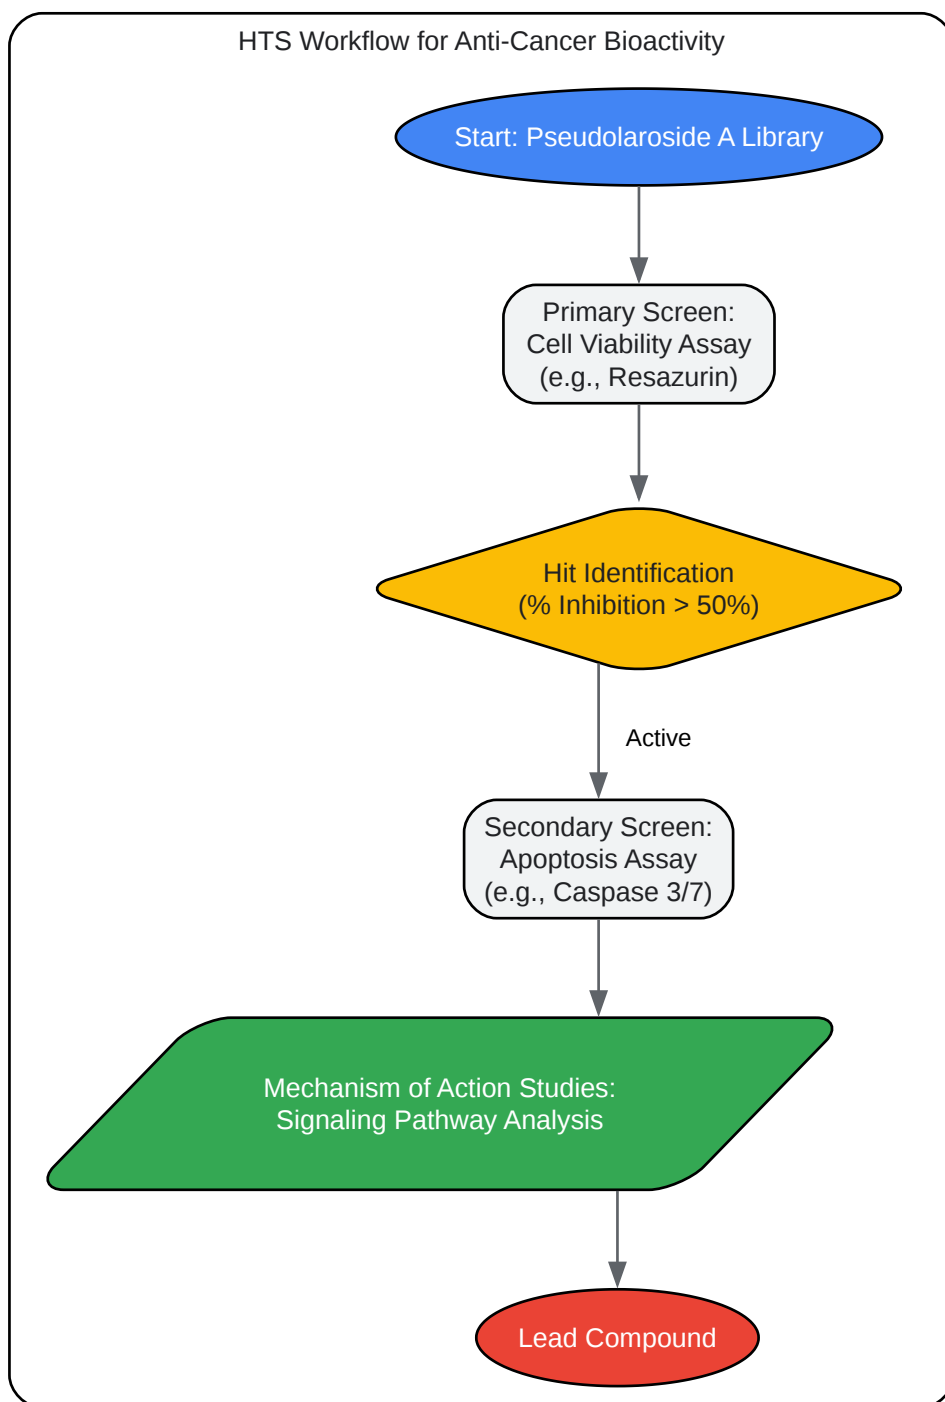 HTS Workflow for Anti-Cancer Bioactivity
Start: Pseudolaroside A Library
Primary Screen:
Cell Viability Assay
(e.g., Resazurin)
Hit Identification
(% Inhibition > 50%)
Active
Secondary Screen:
Apoptosis Assay
(e.g., Caspase 3/7)
Mechanism of Action Studies:
Signaling Pathway Analysis
Lead Compound